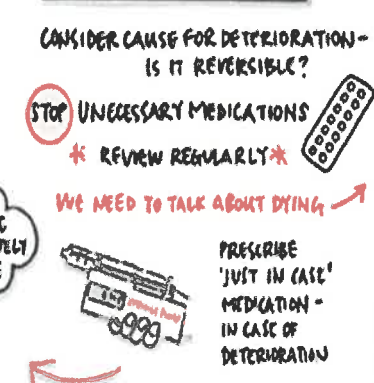 CONSIDER CAUSE FOR DETERIORATION -
IS IT REVERSIBLE?
STOP UNECESSARY MEDICATIONS
* REVIEW REGULARLY *
WE NEED TO TALK ABOUT DYING
PRESCRIBE
'JUST IN CASE'
MEDICATION -
IN CASE OF
DETERIORATION